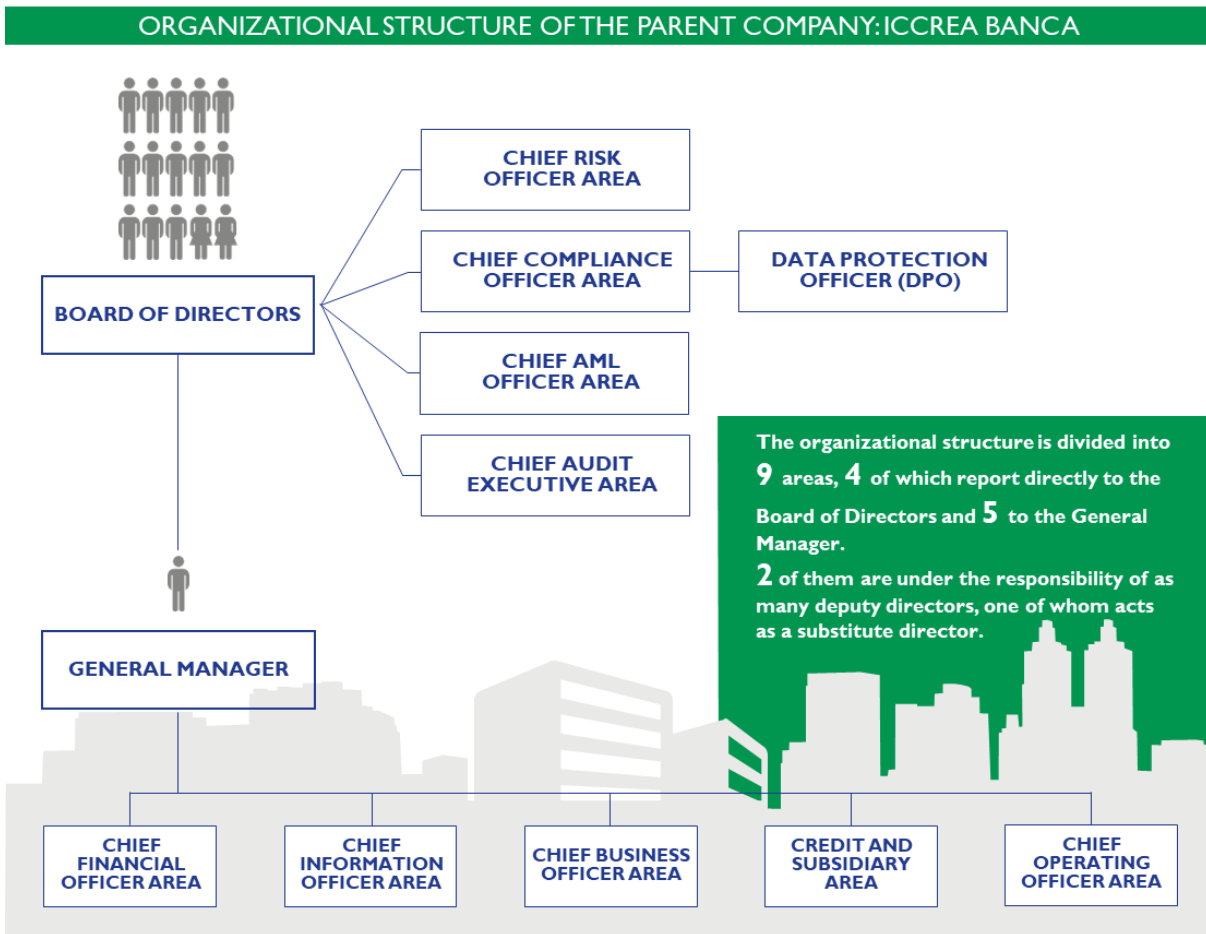 ORGANIZATIONAL STRUCTURE OF THE PARENT COMPANY: ICCREA BANCA
CHIEF RISK
OFFICER AREA
CHIEF COMPLIANCE
OFFICER AREA
DATA PROTECTION
OFFICER (DPO)
BOARD OF DIRECTORS
CHIEF AML
OFFICER AREA
CHIEF AUDIT
EXECUTIVE AREA
The organizational structure is divided into
9 areas, 4 of which report directly to the
Board of Directors and 5 to the General
Manager.
2 of them are under the responsibility of as
many deputy directors, one of whom acts
as a substitute director.
GENERAL MANAGER
CHIEF
FINANCIAL
OFFICER AREA
CHIEF
INFORMATION
OFFICER AREA
CHIEF BUSINESS
OFFICER AREA
CREDIT AND
SUBSIDIARY
AREA
CHIEF
OPERATING
OFFICER AREA